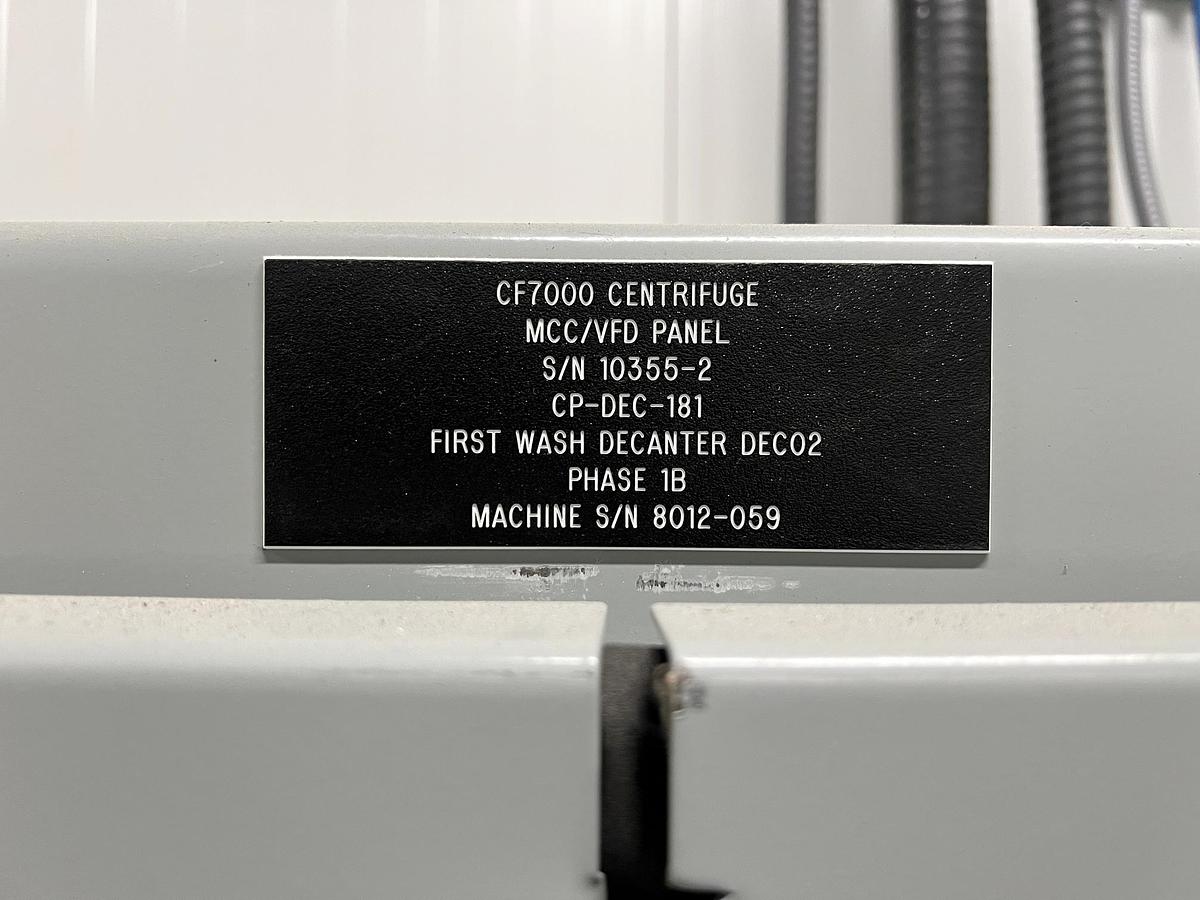 CF7000 CENTRIFUGE
MCC/VFD PANEL
S/N 10355-2
CP-DEC-181
FIRST WASH DECANTER DEC02
PHASE 1B
MACHINE S/N 8012-059